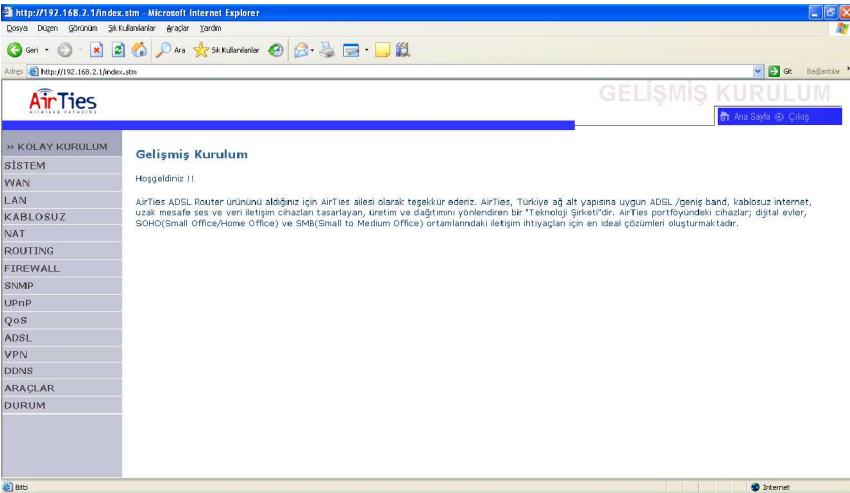 http://192.168.2.1/index.stm - Microsoft Internet Explorer
Dosya Düzen Görünüm Sık Kullanılanlar Araçlar Yardım
Geri Ara Sık Kullanılanlar
Adres http://192.168.2.1/index.stm Git Bağlantılar »
AirTies
wireless networks
GELİŞMİŞ KURULUM
Ana Sayfa Çıkış
» KOLAY KURULUM
SİSTEM
WAN
LAN
KABLOSUZ
NAT
ROUTING
FIREWALL
SNMP
UPnP
QoS
ADSL
VPN
DDNS
ARAÇLAR
DURUM
Gelişmiş Kurulum
Hoşgeldiniz !!
AirTies ADSL Router ürününü aldığınız için AirTies ailesi olarak teşekkür ederiz. AirTies, Türkiye ağ alt yapısına uygun ADSL /geniş band, kablosuz internet,
uzak mesafe ses ve veri iletişim cihazları tasarlayan, üretim ve dağıtımını yönlendiren bir "Teknoloji Şirketi"dir. AirTies portföyündeki cihazlar; dijital evler,
SOHO(Small Office/Home Office) ve SMB(Small to Medium Office) ortamlarındaki iletişim ihtiyaçları için en ideal çözümleri oluşturmaktadır.
Bitti Internet